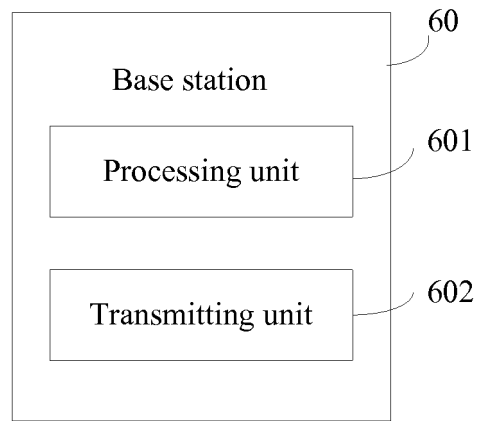 60
Base station
601
Processing unit
602
Transmitting unit